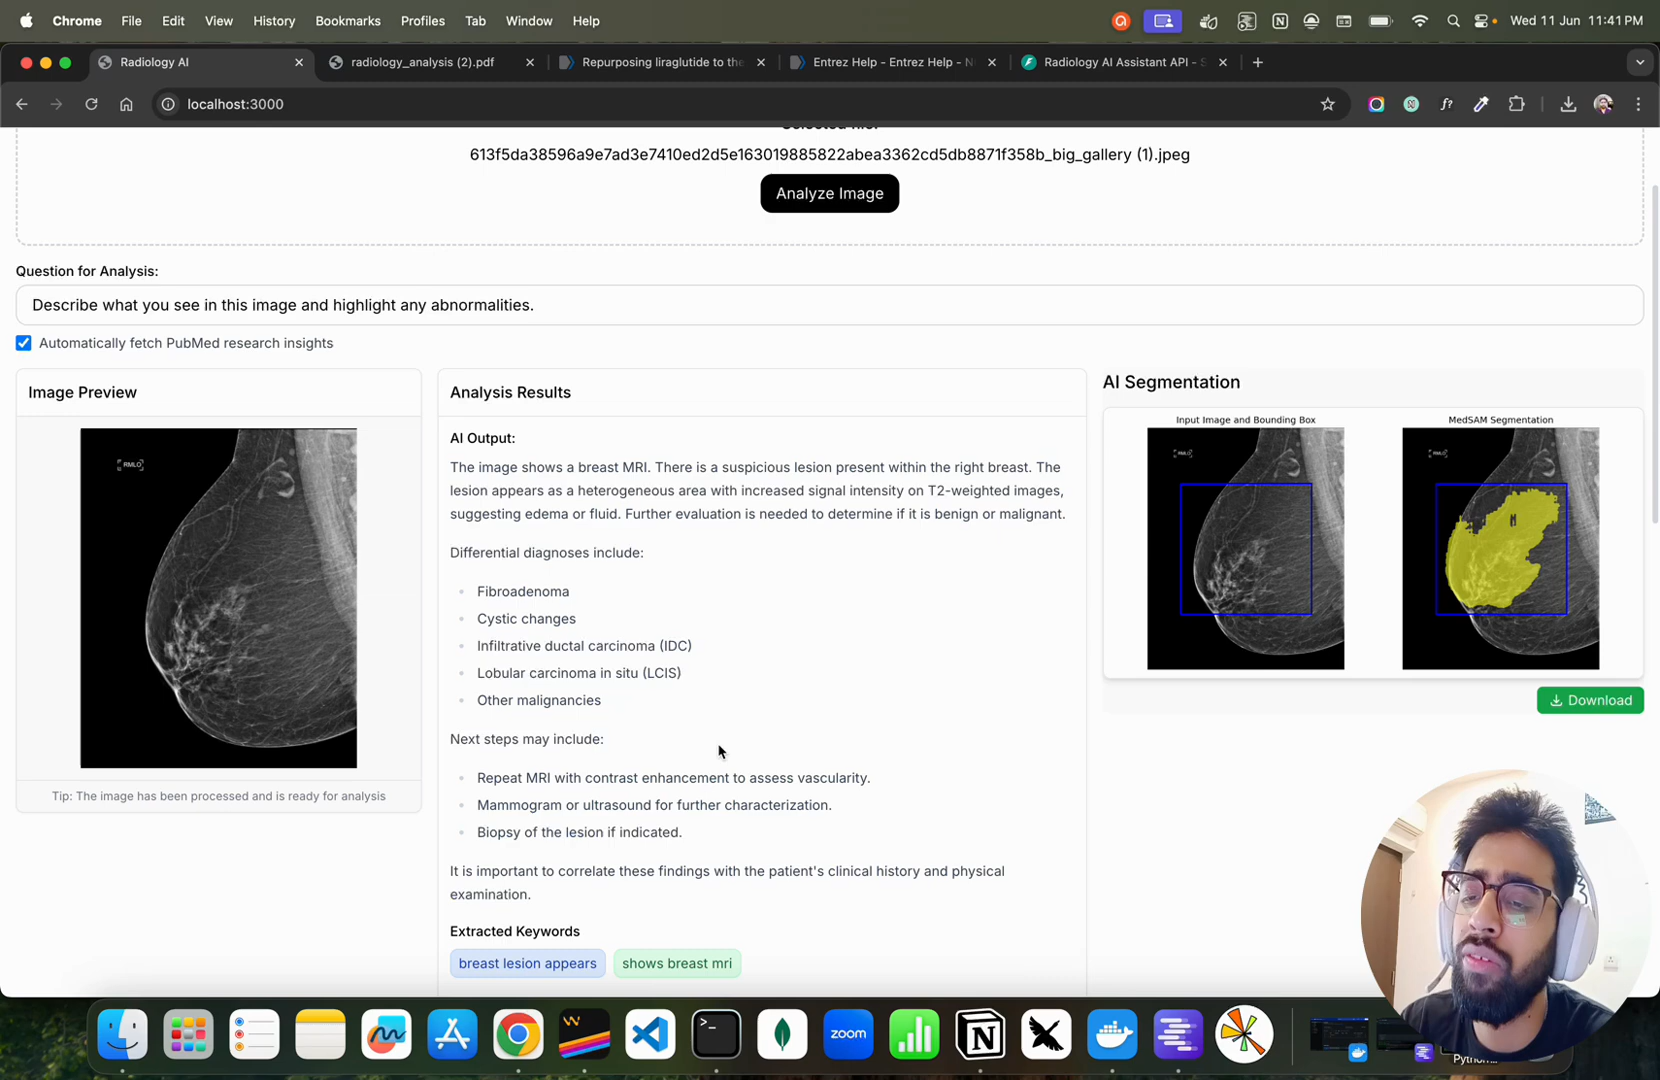 Chrome File Edit View History Bookmarks Profiles Tab Window Help
Wed 11 Jun 11:41 PM
Radiology AI
radiology_analysis (2).pdf
Repurposing liraglutide to the
Entrez Help - Entrez Help - N
Radiology AI Assistant API - S
localhost:3000
Selected file:
613f5da38596a9e7ad3e7410ed2d5e163019885822abea3362cd5db8871f358b_big_gallery (1).jpeg
Analyze Image
Question for Analysis:
Describe what you see in this image and highlight any abnormalities.
Automatically fetch PubMed research insights
Image Preview
RMLO
Tip: The image has been processed and is ready for analysis
Analysis Results
AI Output:
The image shows a breast MRI. There is a suspicious lesion present within the right breast. The
lesion appears as a heterogeneous area with increased signal intensity on T2-weighted images,
suggesting edema or fluid. Further evaluation is needed to determine if it is benign or malignant.
Differential diagnoses include:
Fibroadenoma
Cystic changes
Infiltrative ductal carcinoma (IDC)
Lobular carcinoma in situ (LCIS)
Other malignancies
Next steps may include:
Repeat MRI with contrast enhancement to assess vascularity.
Mammogram or ultrasound for further characterization.
Biopsy of the lesion if indicated.
It is important to correlate these findings with the patient's clinical history and physical
examination.
Extracted Keywords
breast lesion appears
shows breast mri
AI Segmentation
Input Image and Bounding Box
MedSAM Segmentation
RMLO
RMLO
Download
zoom
Python...